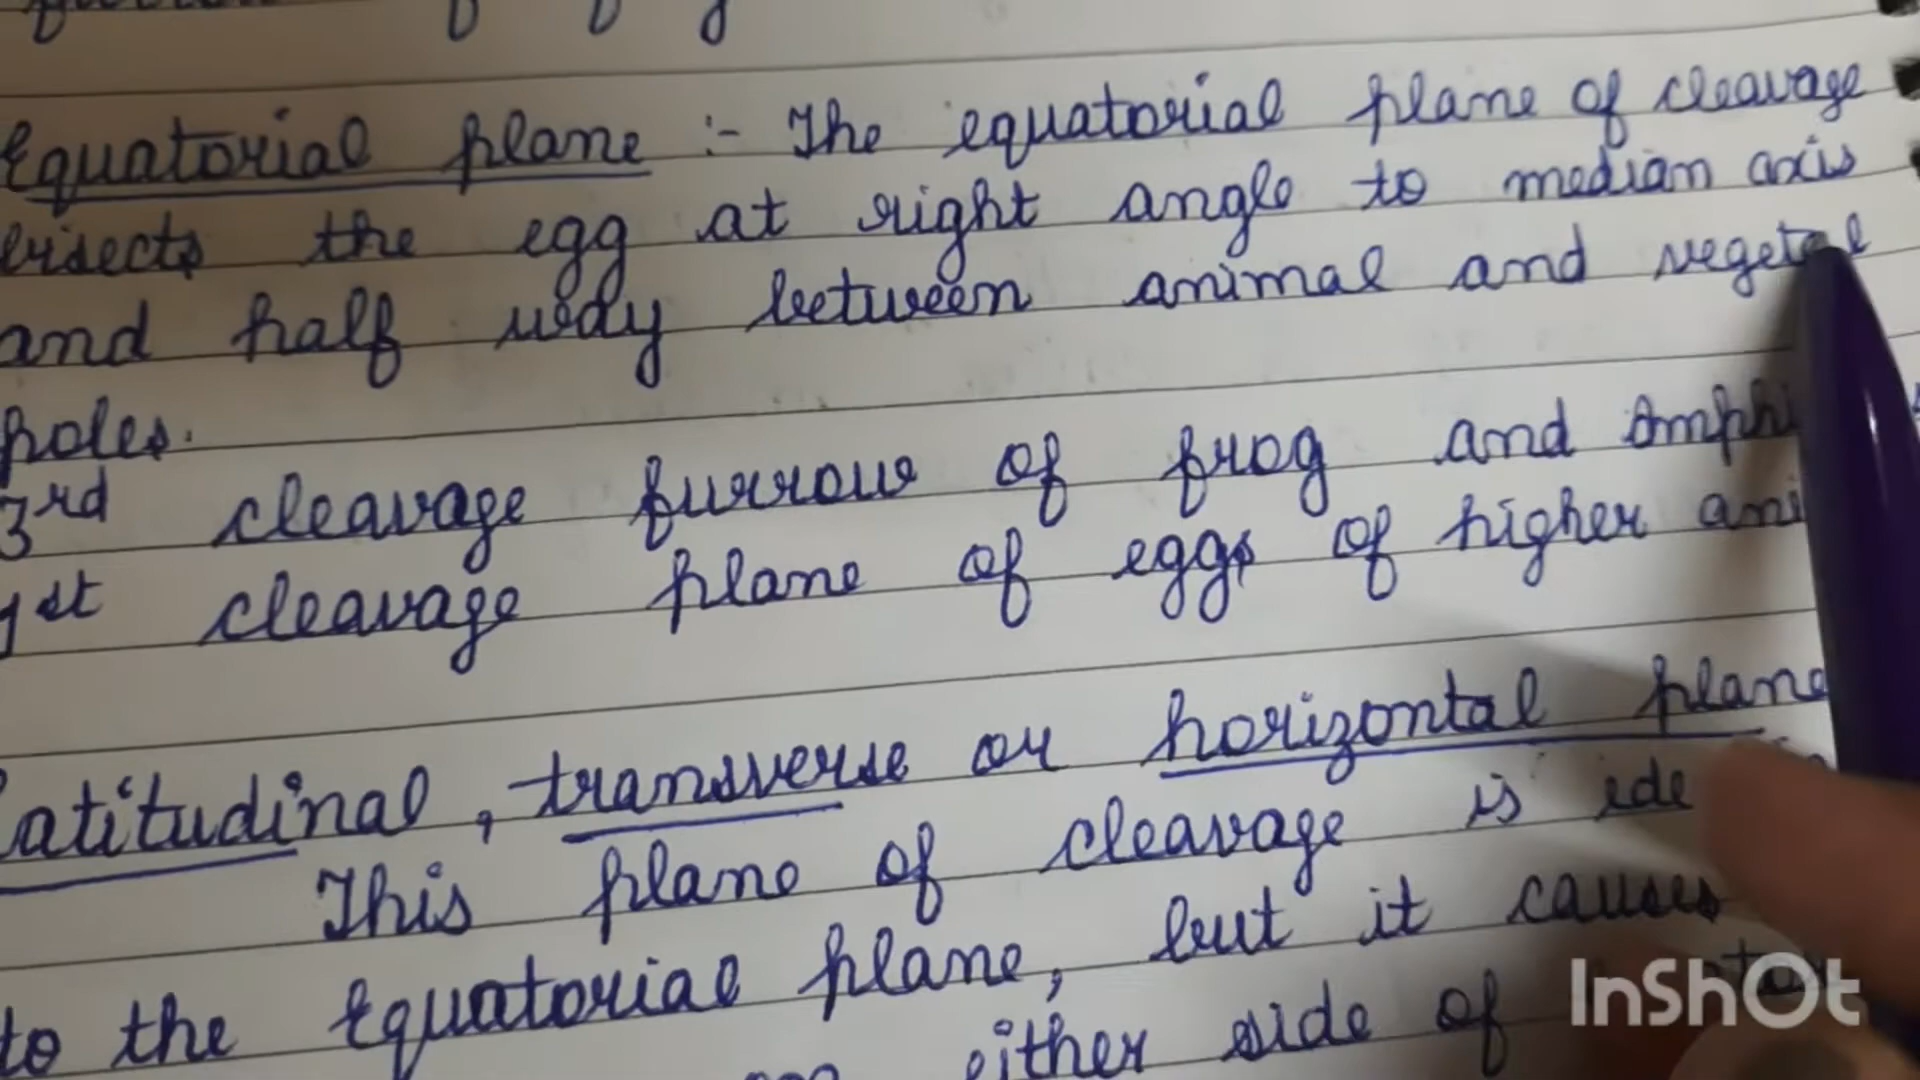 Equatorial plane :- The equatorial plane of cleavage
bisects the egg at right angle to median axis
and half way between animal and vegetal
poles.
3rd cleavage furrow of frog and
1st cleavage plane of eggs of higher
Latitudinal, transverse or horizontal plane
This plane of cleavage is
to the Equatorial plane, but it causes
either side of
InShOt